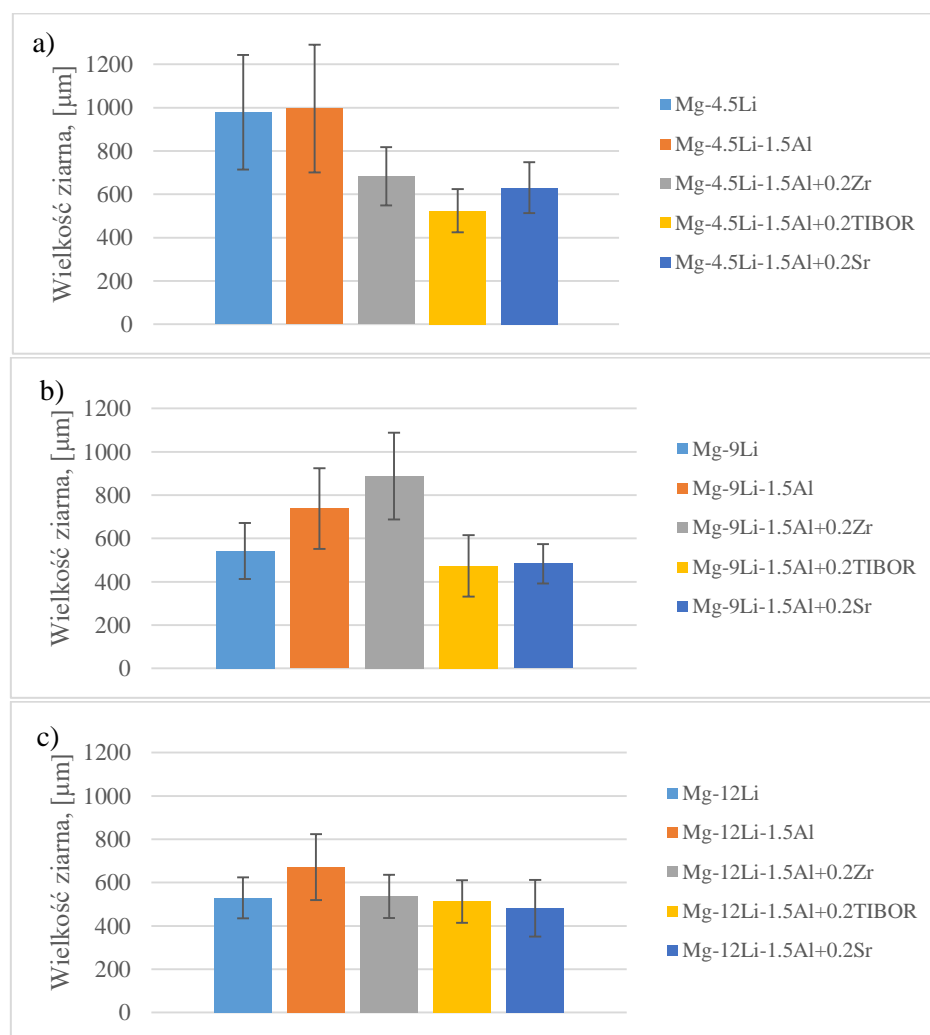 a)
Wielkość ziarna, [µm]
1200
1000
800
600
400
200
0
Mg-4.5Li
Mg-4.5Li-1.5Al
Mg-4.5Li-1.5Al+0.2Zr
Mg-4.5Li-1.5Al+0.2TIBOR
Mg-4.5Li-1.5Al+0.2Sr
b)
Wielkość ziarna, [µm]
1200
1000
800
600
400
200
0
Mg-9Li
Mg-9Li-1.5Al
Mg-9Li-1.5Al+0.2Zr
Mg-9Li-1.5Al+0.2TIBOR
Mg-9Li-1.5Al+0.2Sr
c)
Wielkość ziarna, [µm]
1200
1000
800
600
400
200
0
Mg-12Li
Mg-12Li-1.5Al
Mg-12Li-1.5Al+0.2Zr
Mg-12Li-1.5Al+0.2TIBOR
Mg-12Li-1.5Al+0.2Sr